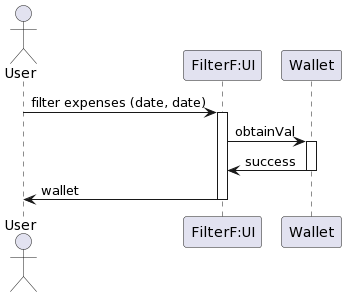 User
FilterF:UI
Wallet
filter expenses (date, date)
obtainVal
success
wallet
User
FilterF:UI
Wallet